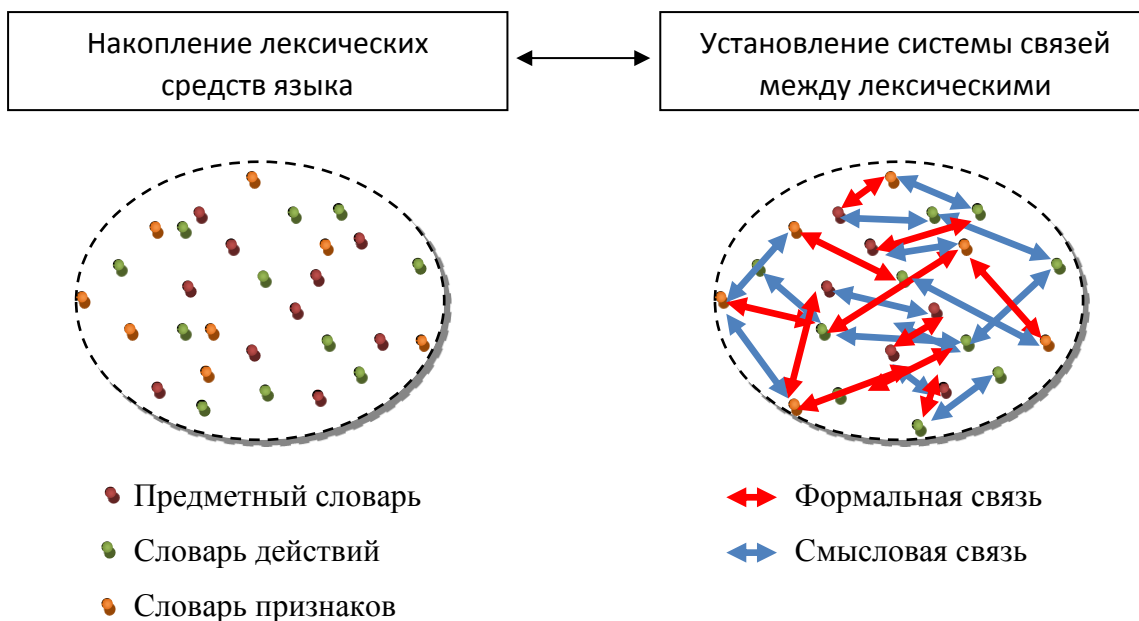 Накопление лексических
средств языка
Установление системы связей
между лексическими
Предметный словарь
Словарь действий
Словарь признаков
Формальная связь
Смысловая связь